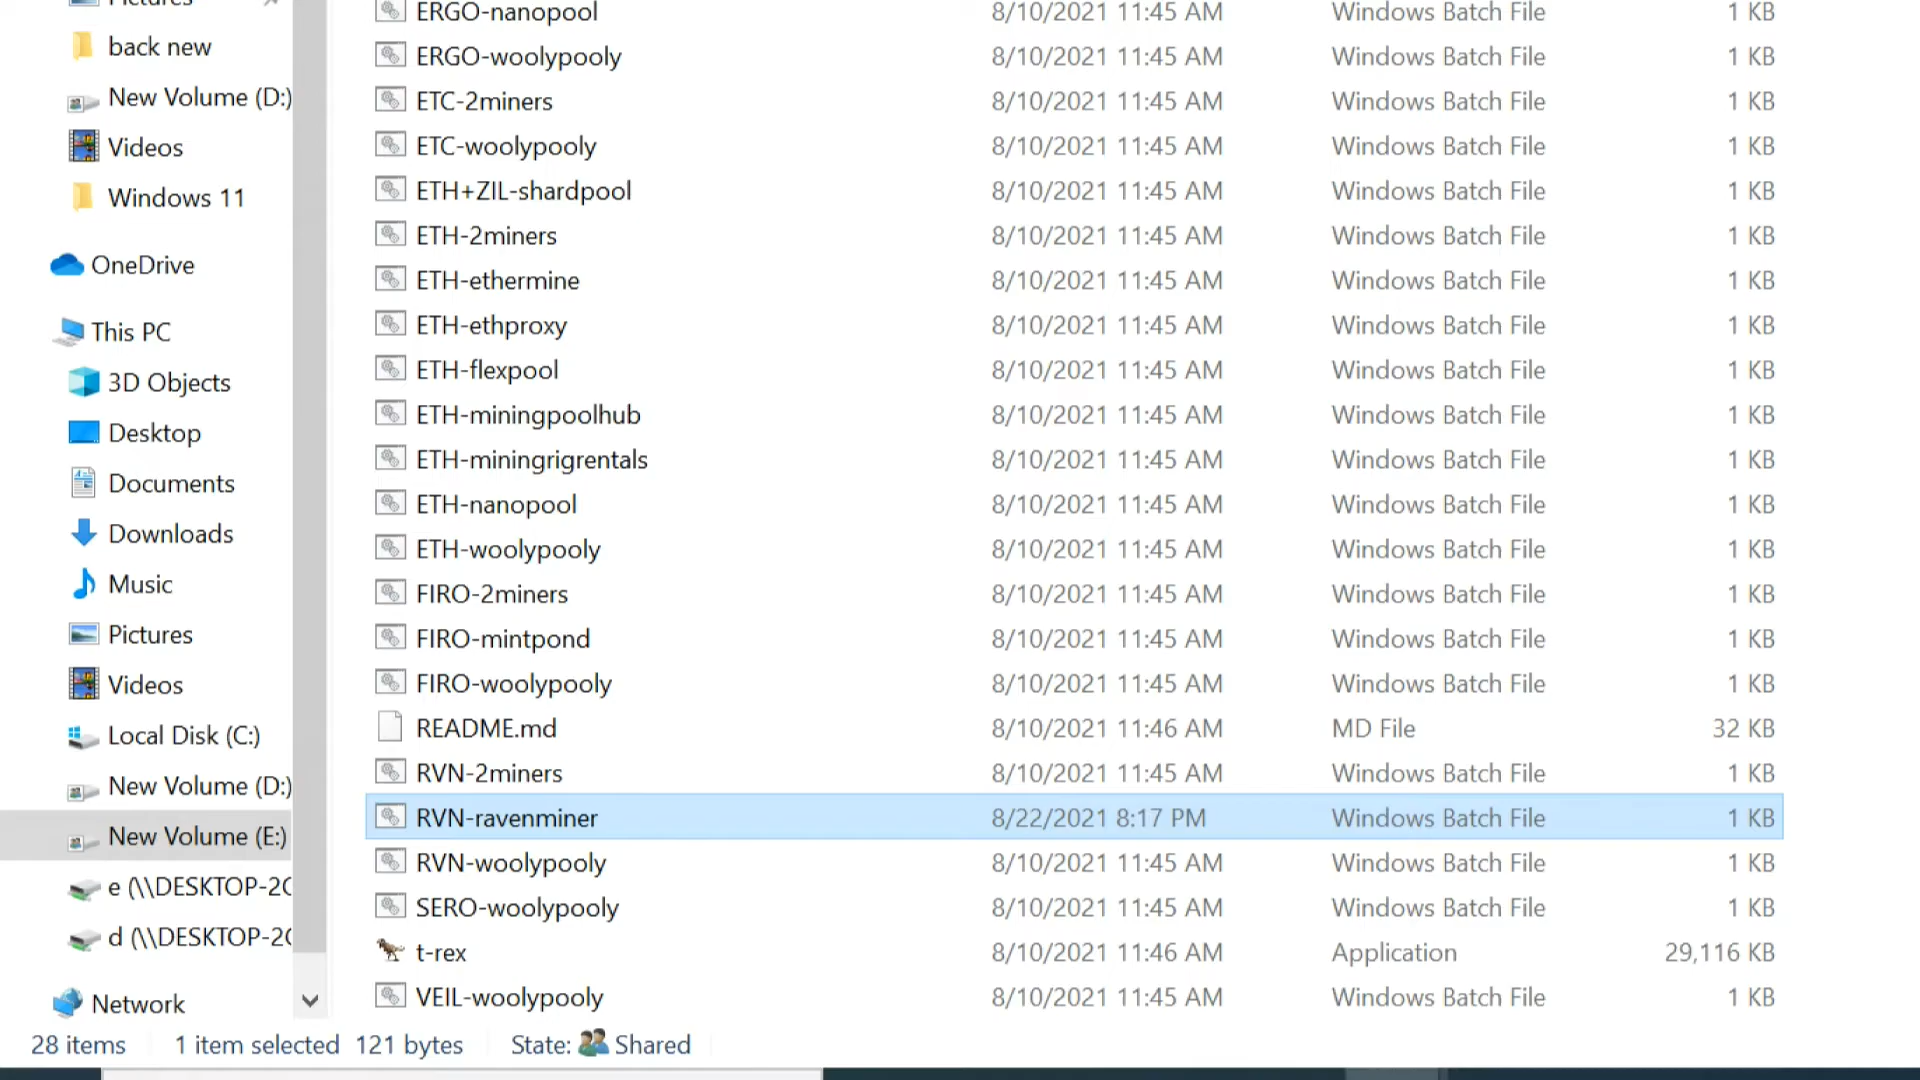 Pictures
back new
New Volume (D:)
Videos
Windows 11
OneDrive
This PC
3D Objects
Desktop
Documents
Downloads
Music
Pictures
Videos
Local Disk (C:)
New Volume (D:)
New Volume (E:)
e (\\DESKTOP-2
d (\\DESKTOP-2
Network
ERGO-nanopool 8/10/2021 11:45 AM Windows Batch File 1 KB
ERGO-woolypooly 8/10/2021 11:45 AM Windows Batch File 1 KB
ETC-2miners 8/10/2021 11:45 AM Windows Batch File 1 KB
ETC-woolypooly 8/10/2021 11:45 AM Windows Batch File 1 KB
ETH+ZIL-shardpool 8/10/2021 11:45 AM Windows Batch File 1 KB
ETH-2miners 8/10/2021 11:45 AM Windows Batch File 1 KB
ETH-ethermine 8/10/2021 11:45 AM Windows Batch File 1 KB
ETH-ethproxy 8/10/2021 11:45 AM Windows Batch File 1 KB
ETH-flexpool 8/10/2021 11:45 AM Windows Batch File 1 KB
ETH-miningpoolhub 8/10/2021 11:45 AM Windows Batch File 1 KB
ETH-miningrigrentals 8/10/2021 11:45 AM Windows Batch File 1 KB
ETH-nanopool 8/10/2021 11:45 AM Windows Batch File 1 KB
ETH-woolypooly 8/10/2021 11:45 AM Windows Batch File 1 KB
FIRO-2miners 8/10/2021 11:45 AM Windows Batch File 1 KB
FIRO-mintpond 8/10/2021 11:45 AM Windows Batch File 1 KB
FIRO-woolypooly 8/10/2021 11:45 AM Windows Batch File 1 KB
README.md 8/10/2021 11:46 AM MD File 32 KB
RVN-2miners 8/10/2021 11:45 AM Windows Batch File 1 KB
RVN-ravenminer 8/22/2021 8:17 PM Windows Batch File 1 KB
RVN-woolypooly 8/10/2021 11:45 AM Windows Batch File 1 KB
SERO-woolypooly 8/10/2021 11:45 AM Windows Batch File 1 KB
t-rex 8/10/2021 11:46 AM Application 29,116 KB
VEIL-woolypooly 8/10/2021 11:45 AM Windows Batch File 1 KB
28 items 1 item selected 121 bytes State: Shared